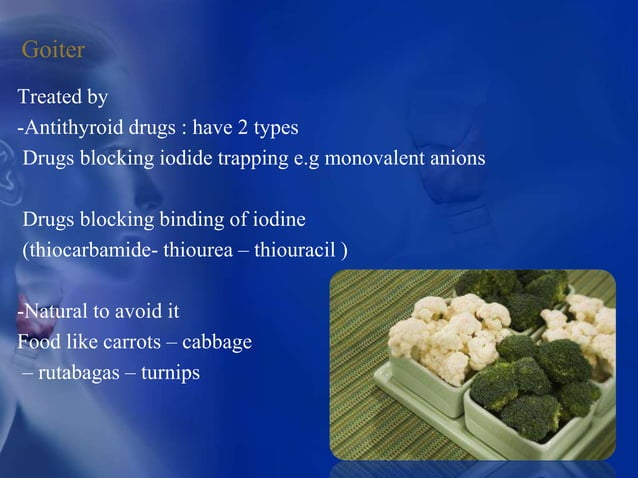 Goiter
Treated by
-Antithyroid drugs : have 2 types
Drugs blocking iodide trapping e.g monovalent anions
Drugs blocking binding of iodine
(thiocarbamide- thiourea – thiouracil )
-Natural to avoid it
Food like carrots – cabbage
– rutabagas – turnips